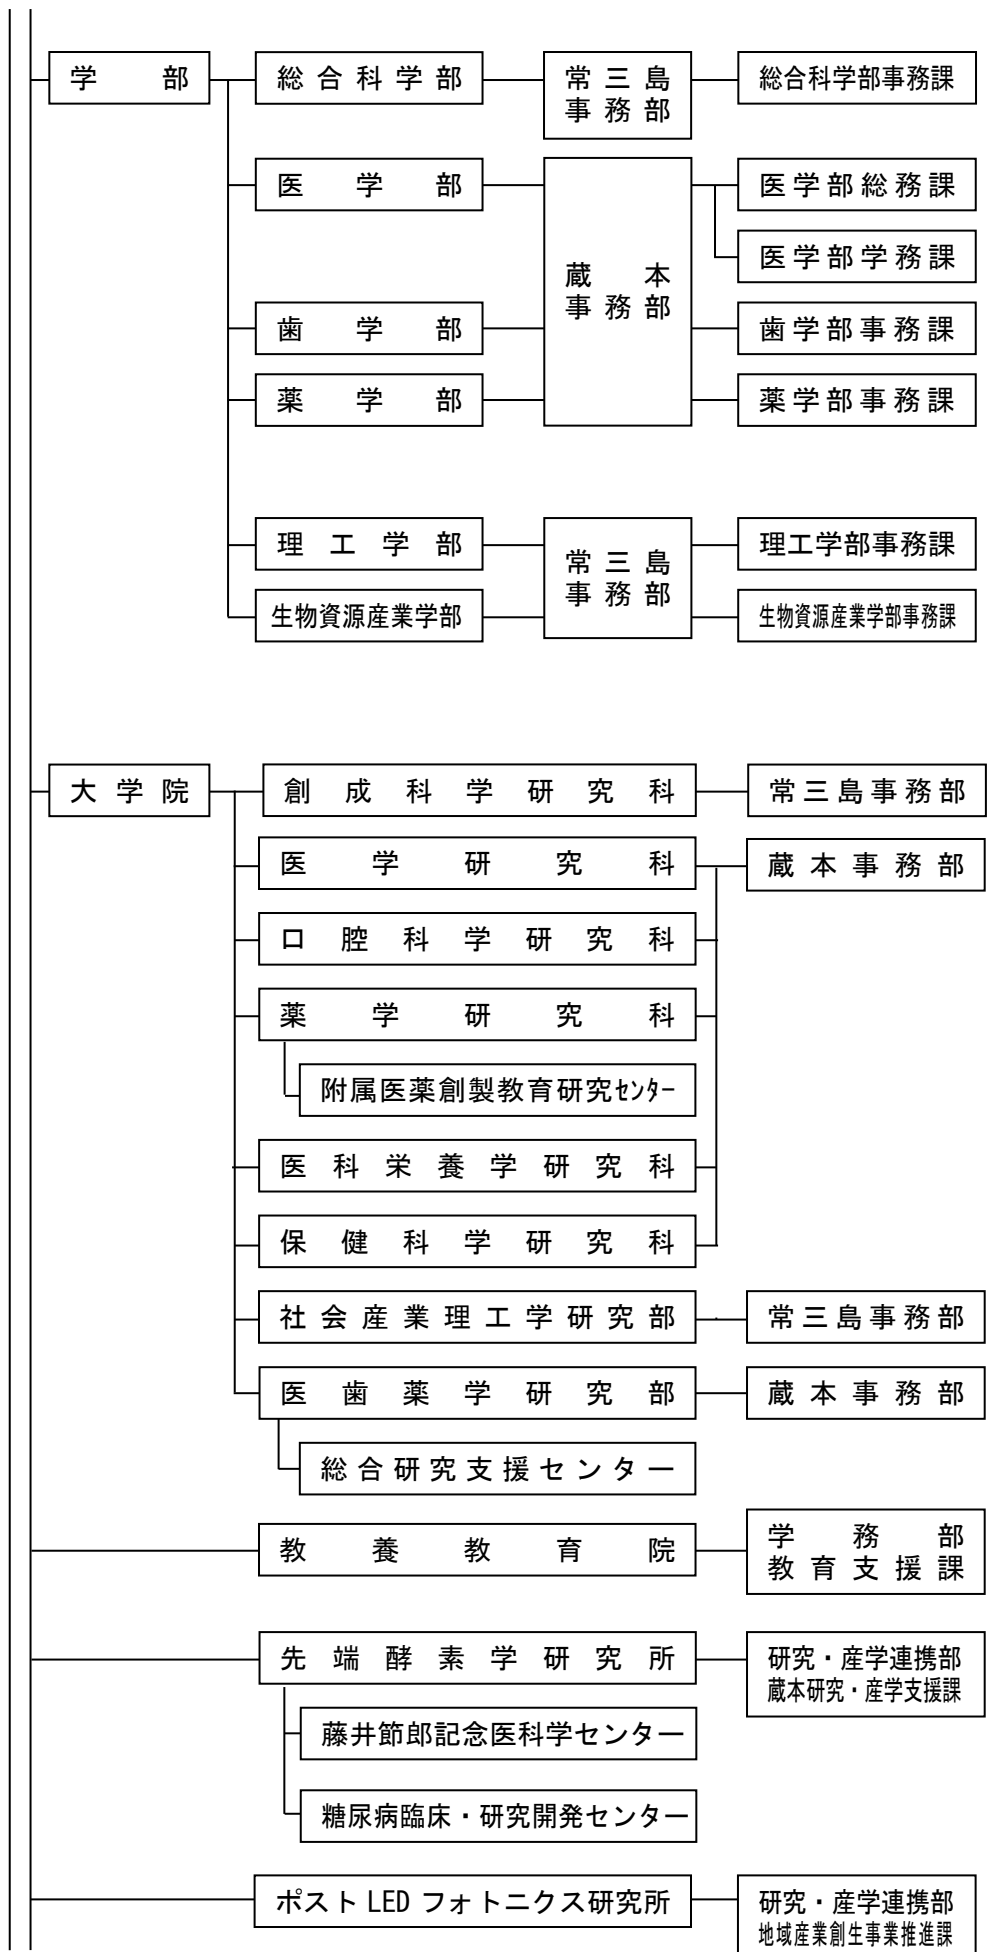 学部
総合科学部
常三島
事務部
総合科学部事務課
医学部
蔵本
事務部
医学部総務課
医学部学務課
歯学部
歯学部事務課
薬学部
薬学部事務課
理工学部
常三島
事務部
理工学部事務課
生物資源産業学部
生物資源産業学部事務課
大学院
創成科学研究科
常三島事務部
医学研究科
蔵本事務部
口腔科学研究科
薬学研究科
附属医薬創製教育研究ｾﾝﾀｰ
医科栄養学研究科
保健科学研究科
社会産業理工学研究部
常三島事務部
医歯薬学研究部
蔵本事務部
総合研究支援センター
教養教育院
学務部
教育支援課
先端酵素学研究所
研究・産学連携部
蔵本研究・産学支援課
藤井節郎記念医科学センター
糖尿病臨床・研究開発センター
ポスト LED フォトニクス研究所
研究・産学連携部
地域産業創生事業推進課